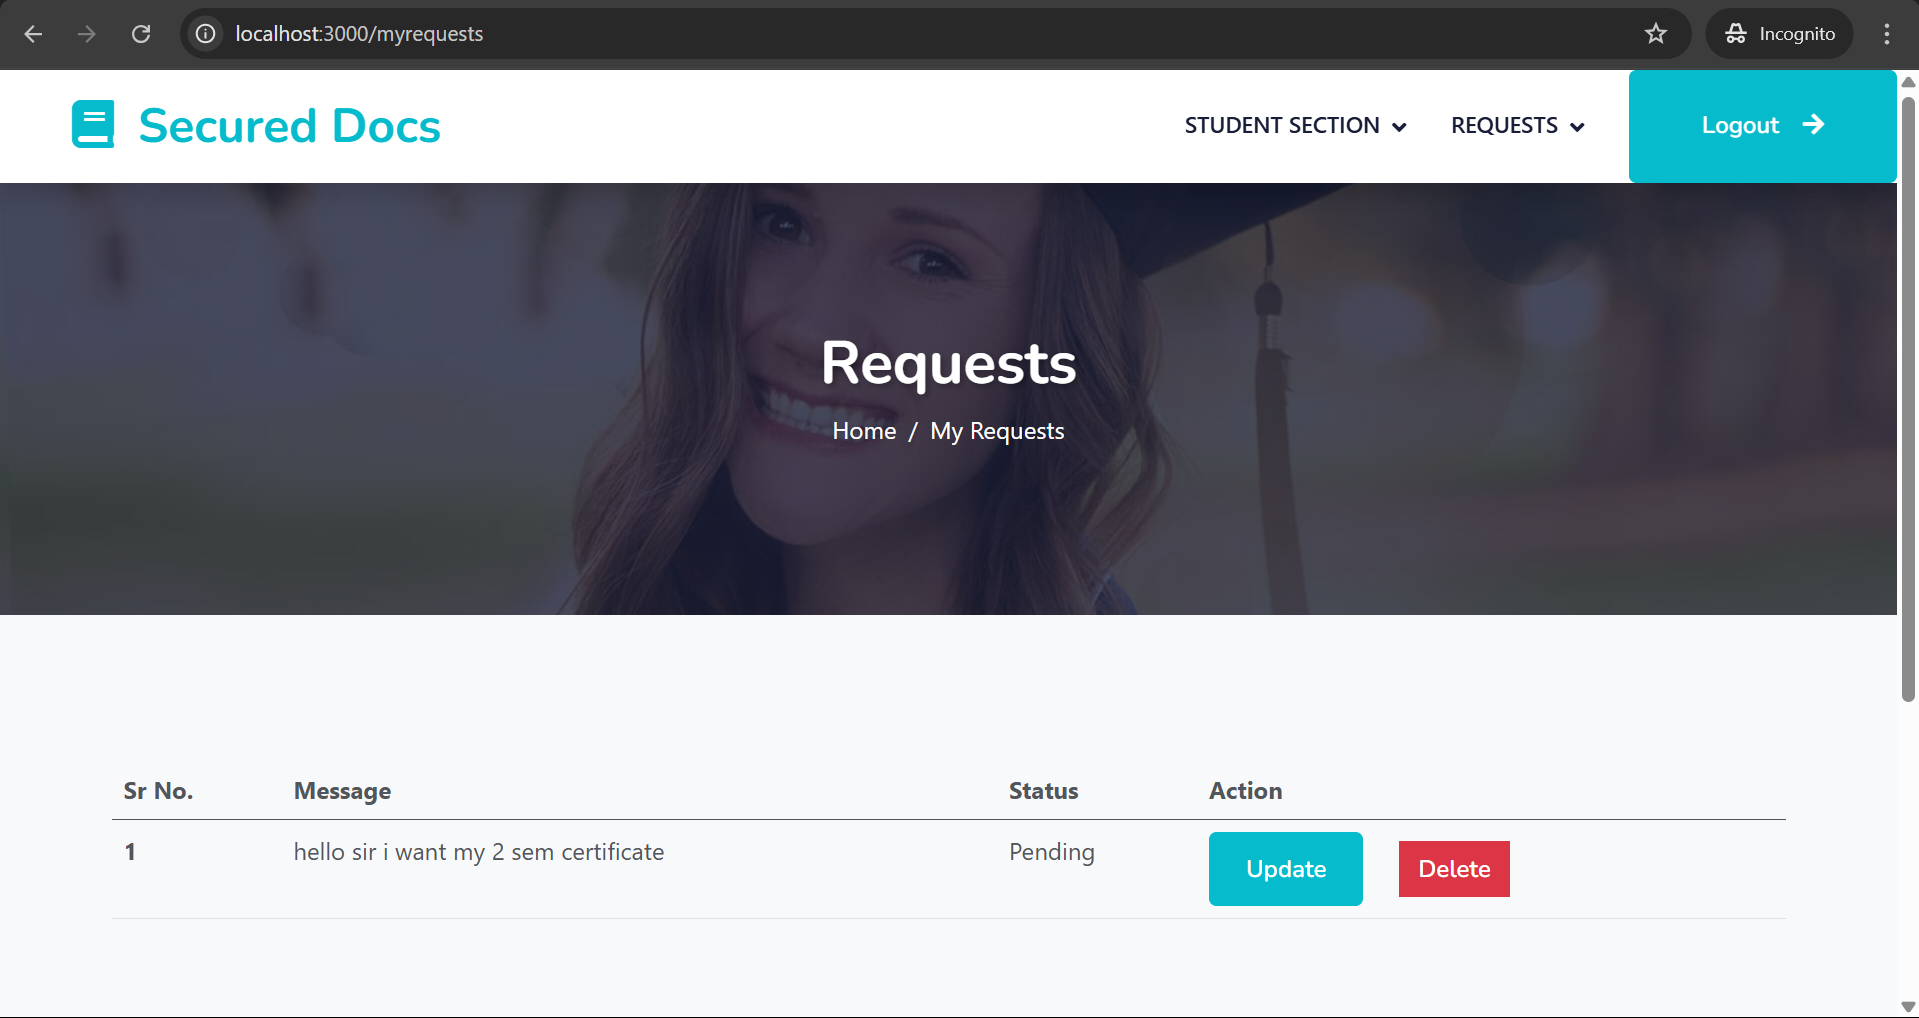 localhost:3000/myrequests
Incognito
Secured Docs
STUDENT SECTION
REQUESTS
Logout
Requests
Home / My Requests
Sr No. Message Status Action
1 hello sir i want my 2 sem certificate Pending Update Delete